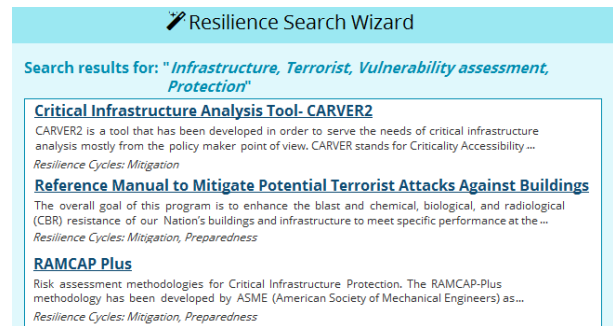 Resilience Search Wizard
Search results for: "Infrastructure, Terrorist, Vulnerability assessment,
Protection"
Critical Infrastructure Analysis Tool- CARVER2
CARVER2 is a tool that has been developed in order to serve the needs of critical infrastructure
analysis mostly from the policy maker point of view. CARVER stands for Criticality Accessibility ...
Resilience Cycles: Mitigation
Reference Manual to Mitigate Potential Terrorist Attacks Against Buildings
The overall goal of this program is to enhance the blast and chemical, biological, and radiological
(CBR) resistance of our Nation's buildings and infrastructure to meet specific performance at the ...
Resilience Cycles: Mitigation, Preparedness
RAMCAP Plus
Risk assessment methodologies for Critical Infrastructure Protection. The RAMCAP-Plus
methodology has been developed by ASME (American Society of Mechanical Engineers) as...
Resilience Cycles: Mitigation, Preparedness